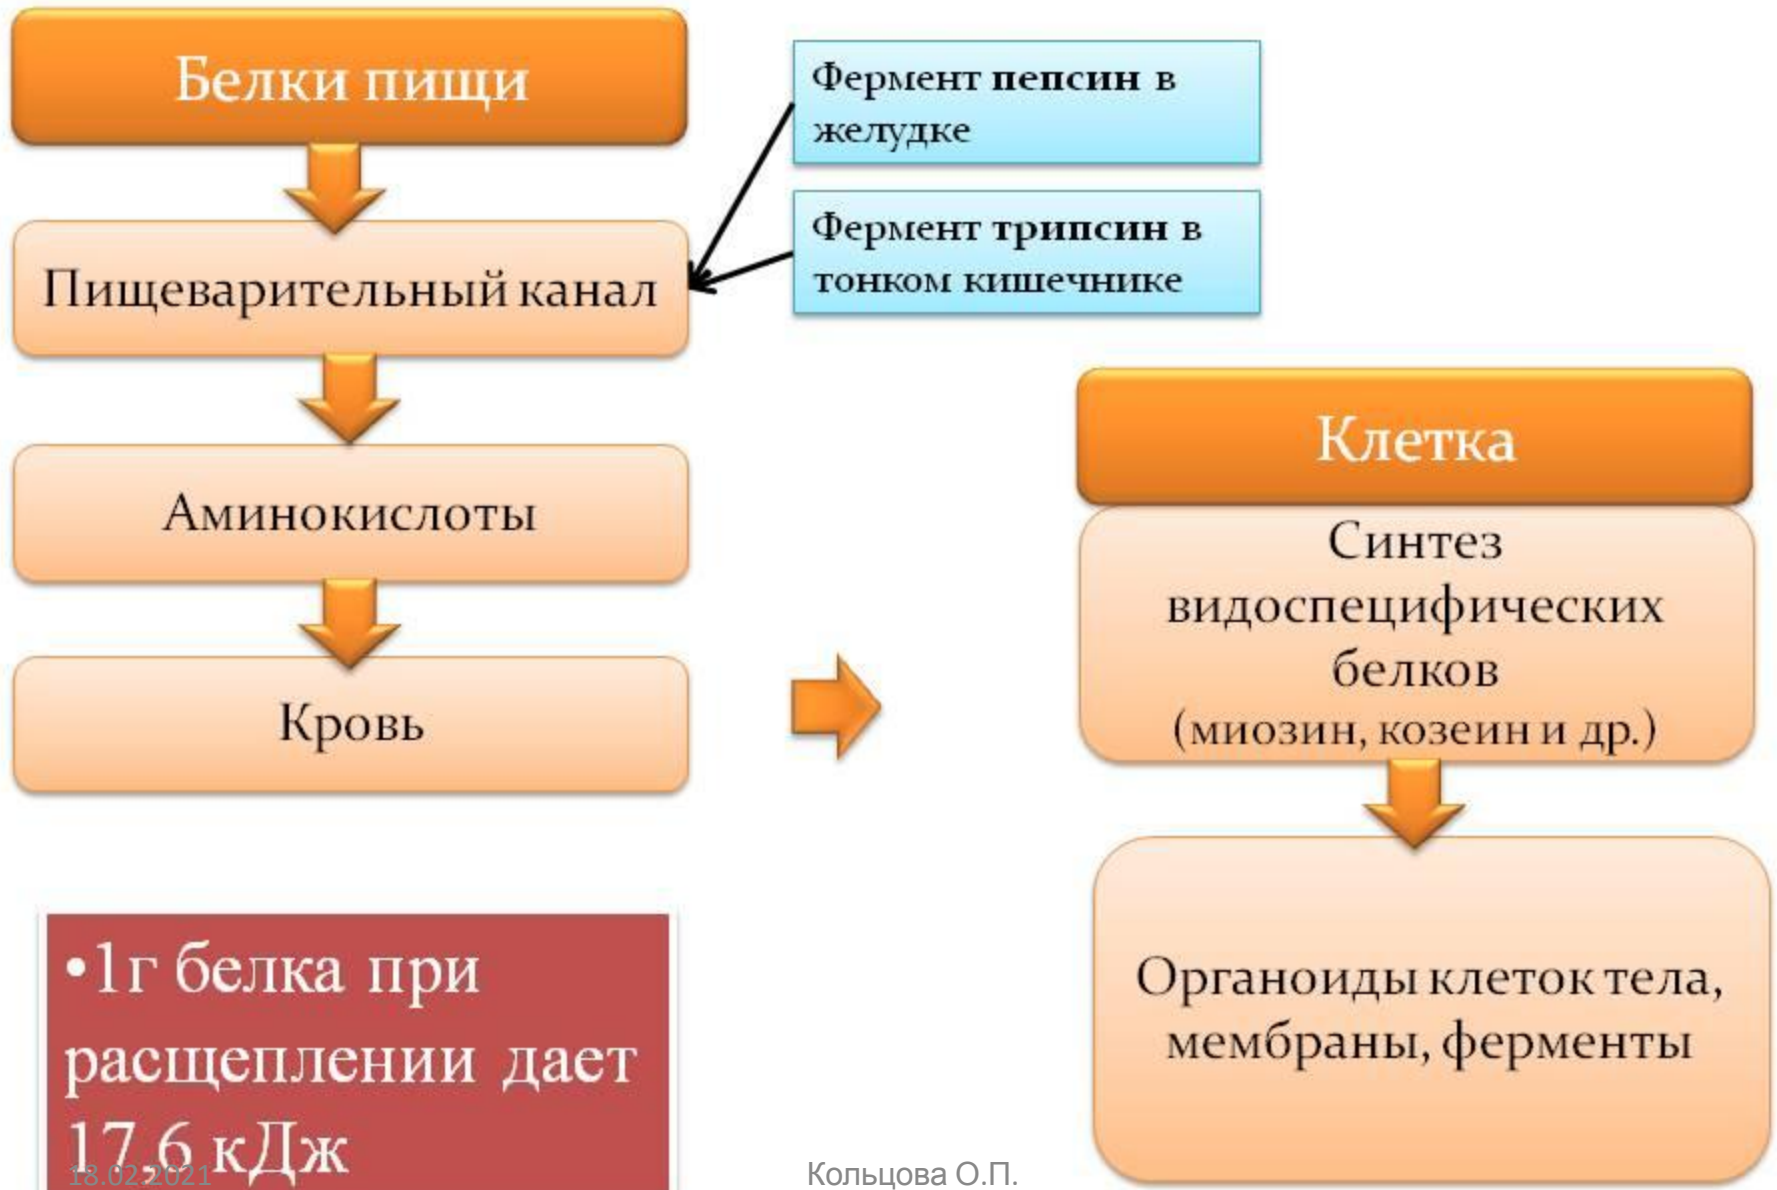 Белки пищи
Фермент пепсин в
желудке
Фермент трипсин в
тонком кишечнике
Пищеварительный канал
Аминокислоты
Кровь
Клетка
Синтез
видоспецифических
белков
(миозин, козеин и др.)
Органоиды клеток тела,
мембраны, ферменты
•1г белка при
расщеплении дает
17,6 кДж
18.02.2021
Кольцова О.П.